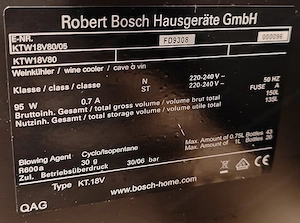 Robert Bosch Hausgeräte GmbH
E-NR. KTW18V80/05 FD9308 000096
KTW18V80
Weinkühler / wine cooler / cave à vin
Klasse / class / classe N 220-240 V~ 50 HZ
ST 220-240 V~ FUSE A
95 W 0.7 A
Bruttoinh. Gesamt / total gross volume / volume brut total 150L
Nutzinh. Gesamt / total storage volume / volume utile total 135L
Max. Amount of 0.75L Bottles 43
Max. Amount of 1L Bottles 35
Blowing Agent Cyclo/Isopentane
R600a 30 g
Zul. Betriebsüberdruck 30/06 bar
Type KT.18V
www.bosch-home.com
QAG